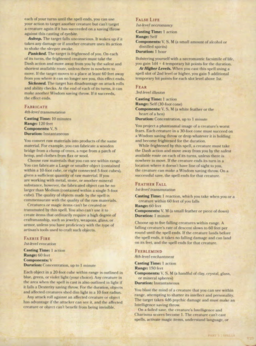 each of your turns until the spell ends, you can use
your action to target another creature that can't target
a creature again if it has succeeded on a saving throw
against this casting of eyebite.
Asleep. The target falls unconscious. It wakes up if it
takes any damage or if another creature uses its action
to shake the sleeper awake.
Panicked. The target is frightened of you. On each
of its turns, the frightened creature must take the
Dash action and move away from you by the safest and
shortest available route, unless there is nowhere to
move. If the target moves to a place at least 60 feet away
from you where it can no longer see you, this effect ends.
Sickened. The target has disadvantage on attack rolls
and ability checks. At the end of each of its turns, it can
make another Wisdom saving throw. If it succeeds,
the effect ends.
Fabricate
4th-level transmutation
Casting Time: 10 minutes
Range: 120 feet
Components: V, S
Duration: Instantaneous
You convert raw materials into products of the same
material. For example, you can fabricate a wooden
bridge from a clump of trees, a rope from a patch of
hemp, and clothes from flax or wool.
Choose raw materials that you can see within range.
You can fabricate a Large or smaller object (contained
within a 10-foot cube, or eight connected 5-foot cubes),
given a sufficient quantity of raw material. If you
are working with metal, stone, or another mineral
substance, however, the fabricated object can be no
larger than Medium (contained within a single 5-foot
cube). The quality of objects made by the spell is
commensurate with the quality of the raw materials.
Creatures or magic items can't be created or
transmuted by this spell. You also can't use it to
create items that ordinarily require a high degree of
craftsmanship, such as jewelry, weapons, glass, or
armor, unless you have proficiency with the type of
artisan's tools used to craft such objects.
Faerie Fire
1st-level evocation
Casting Time: 1 action
Range: 60 feet
Components: V
Duration: Concentration, up to 1 minute
Each object in a 20-foot cube within range is outlined in
blue, green, or violet light (your choice). Any creature in
the area when the spell is cast is also outlined in light if
it fails a Dexterity saving throw. For the duration, objects
and affected creatures shed dim light in a 10-foot radius.
Any attack roll against an affected creature or object
has advantage if the attacker can see it, and the affected
creature or object can't benefit from being invisible.
False Life
1st-level necromancy
Casting Time: 1 action
Range: Self
Components: V, S, M (a small amount of alcohol or
distilled spirits)
Duration: 1 hour
Bolstering yourself with a necromantic facsimile of life,
you gain 1d4 + 4 temporary hit points for the duration.
At Higher Levels. When you cast this spell using a
spell slot of 2nd level or higher, you gain 5 additional
temporary hit points for each slot level above 1st.
Fear
3rd-level illusion
Casting Time: 1 action
Range: Self (30-foot cone)
Components: V, S, M (a white feather or the
heart of a hen)
Duration: Concentration, up to 1 minute
You project a phantasmal image of a creature's worst
fears. Each creature in a 30-foot cone must succeed on
a Wisdom saving throw or drop whatever it is holding
and become frightened for the duration.
While frightened by this spell, a creature must take
the Dash action and move away from you by the safest
available route on each of its turns, unless there is
nowhere to move. If the creature ends its turn in a
location where it doesn't have line of sight to you,
the creature can make a Wisdom saving throw. On a
successful save, the spell ends for that creature.
Feather Fall
1st-level transmutation
Casting Time: 1 reaction, which you take when you or a
creature within 60 feet of you falls
Range: 60 feet
Components: V, M (a small feather or piece of down)
Duration: 1 minute
Choose up to five falling creatures within range. A
falling creature's rate of descent slows to 60 feet per
round until the spell ends. If the creature lands before
the spell ends, it takes no falling damage and can land
on its feet, and the spell ends for that creature.
Feeblemind
8th-level enchantment
Casting Time: 1 action
Range: 150 feet
Components: V, S, M (a handful of clay, crystal, glass,
or mineral spheres)
Duration: Instantaneous
You blast the mind of a creature that you can see within
range, attempting to shatter its intellect and personality.
The target takes 4d6 psychic damage and must make an
Intelligence saving throw.
On a failed save, the creature's Intelligence and
Charisma scores become 1. The creature can't cast
spells, activate magic items, understand language, or